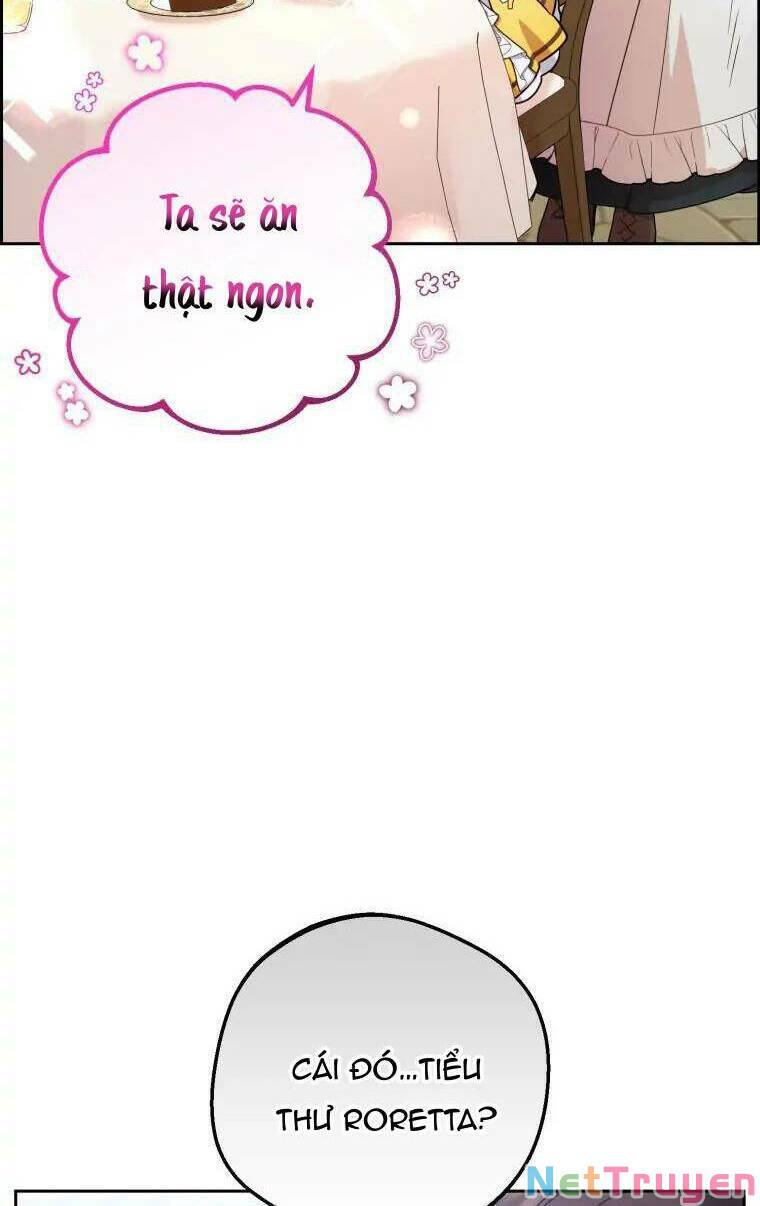 Ta sẽ ăn
thật ngon.
CÁI ĐÓ...TIỂU
THƯ RORETTA?
NetTruyen